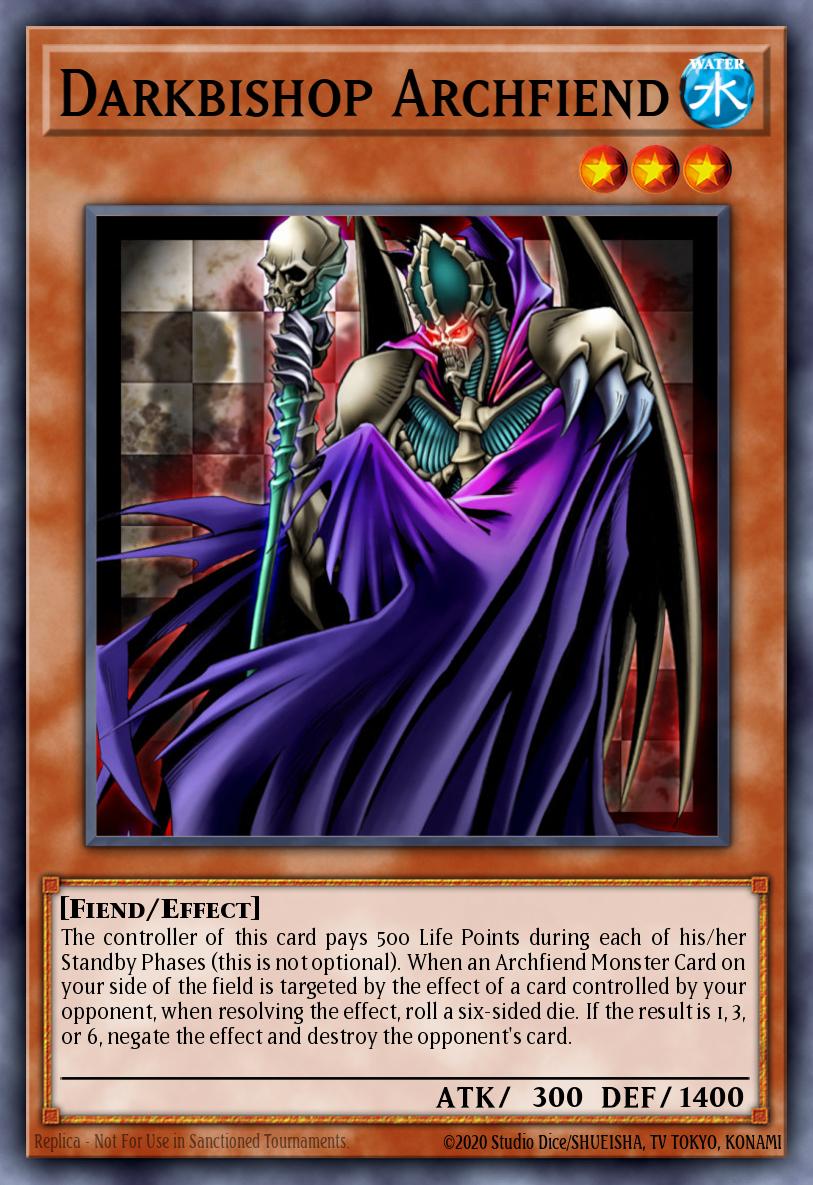 Darkbishop Archfiend
WATER
水
[Fiend/Effect]
The controller of this card pays 500 Life Points during each of his/her
Standby Phases (this is not optional). When an Archfiend Monster Card on
your side of the field is targeted by the effect of a card controlled by your
opponent, when resolving the effect, roll a six-sided die. If the result is 1, 3,
or 6, negate the effect and destroy the opponent's card.
ATK/ 300 DEF/1400
Replica - Not For Use in Sanctioned Tournaments.
©2020 Studio Dice/SHUEISHA, TV TOKYO, KONAMI